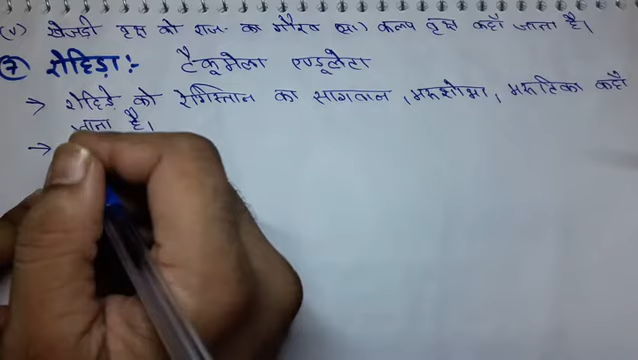 (v) खेजड़ी वृक्ष को राज. का गौरव (या) कल्प वृक्ष कहाँ जाता है।
⑦ रोहिड़ा:- टैकूमेला एण्डूलेटा
→ रोहिड़े को रेगिस्तान का सागवान, मरुशोभा, मरुटिका कहाँ
जाता है।
→